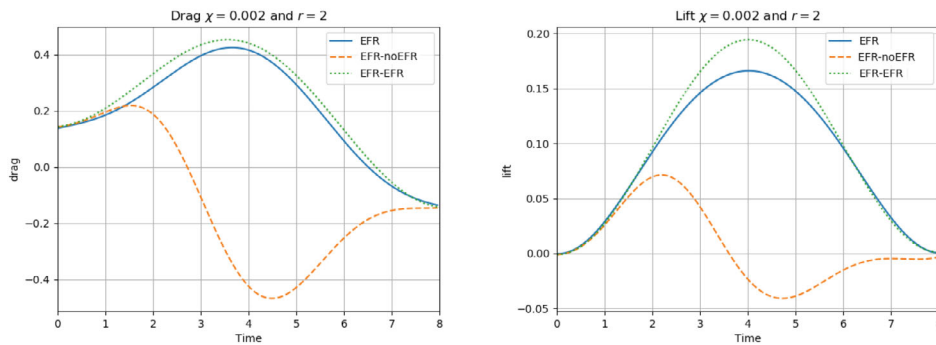 Drag χ = 0.002 and r = 2
EFR
EFR-noEFR
EFR-EFR
0.4
0.2
0.0
−0.2
−0.4
drag
0 1 2 3 4 5 6 7 8
Time
Lift χ = 0.002 and r = 2
EFR
EFR-noEFR
EFR-EFR
0.20
0.15
0.10
0.05
0.00
−0.05
lift
0 1 2 3 4 5 6 7 8
Time